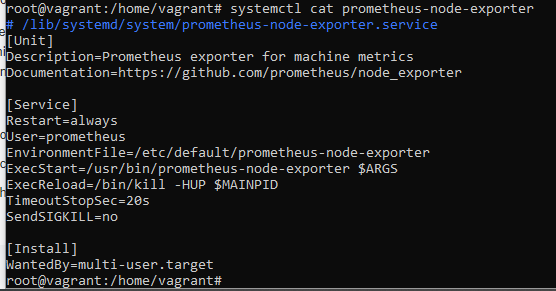 root@vagrant:/home/vagrant# systemctl cat prometheus-node-exporter
# /lib/systemd/system/prometheus-node-exporter.service
[Unit]
Description=Prometheus exporter for machine metrics
Documentation=https://github.com/prometheus/node_exporter

[Service]
Restart=always
User=prometheus
EnvironmentFile=/etc/default/prometheus-node-exporter
ExecStart=/usr/bin/prometheus-node-exporter $ARGS
ExecReload=/bin/kill -HUP $MAINPID
TimeoutStopSec=20s
SendSIGKILL=no

[Install]
WantedBy=multi-user.target
root@vagrant:/home/vagrant#